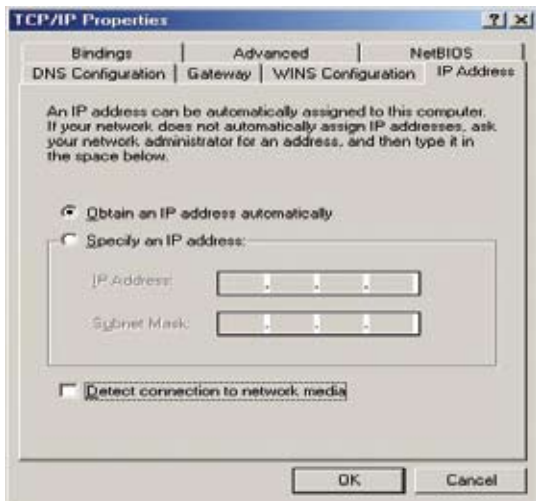 TCP/IP Properties
Bindings
Advanced
NetBIOS
DNS Configuration
Gateway
WINS Configuration
IP Address
An IP address can be automatically assigned to this computer.
If your network does not automatically assign IP addresses, ask
your network administrator for an address, and then type it in
the space below.
Obtain an IP address automatically
Specify an IP address:
IP Address:
Subnet Mask:
Detect connection to network media
OK
Cancel